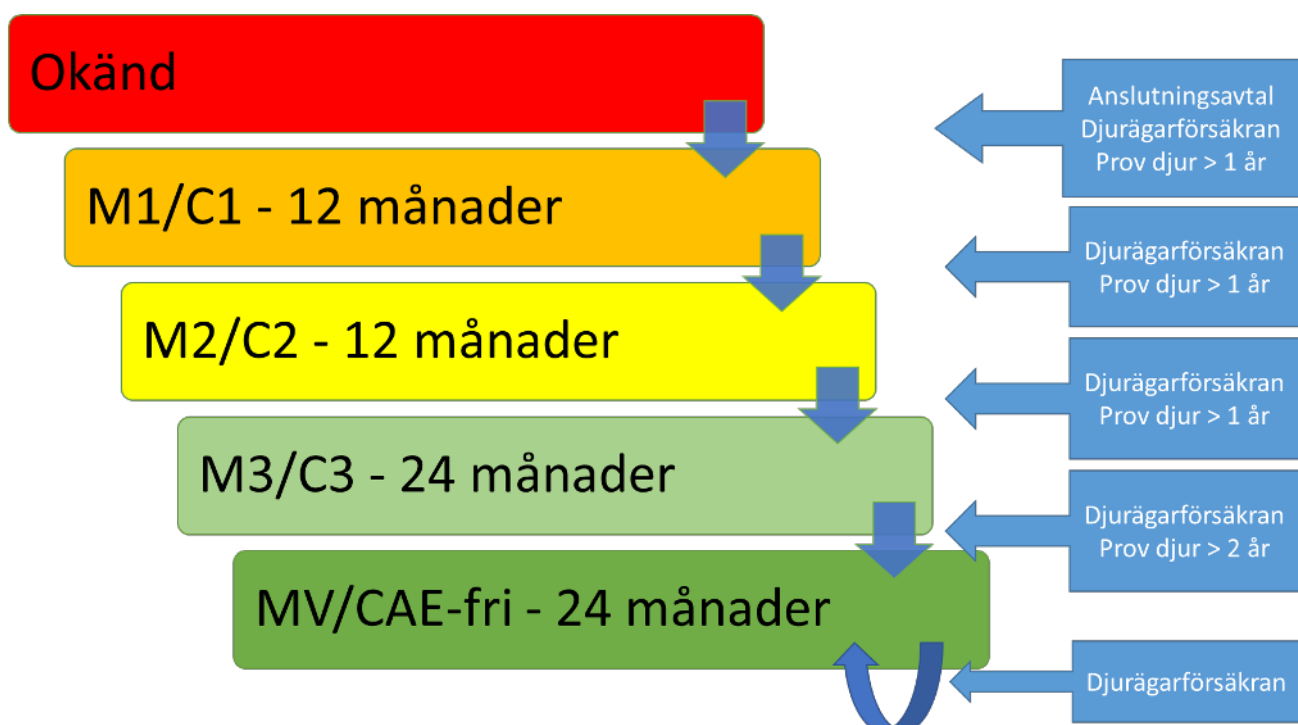 Okänd
Anslutningsavtal
Djurägarförsäkran
Prov djur > 1 år
M1/C1 - 12 månader
Djurägarförsäkran
Prov djur > 1 år
M2/C2 - 12 månader
Djurägarförsäkran
Prov djur > 1 år
M3/C3 - 24 månader
Djurägarförsäkran
Prov djur > 2 år
MV/CAE-fri - 24 månader
Djurägarförsäkran